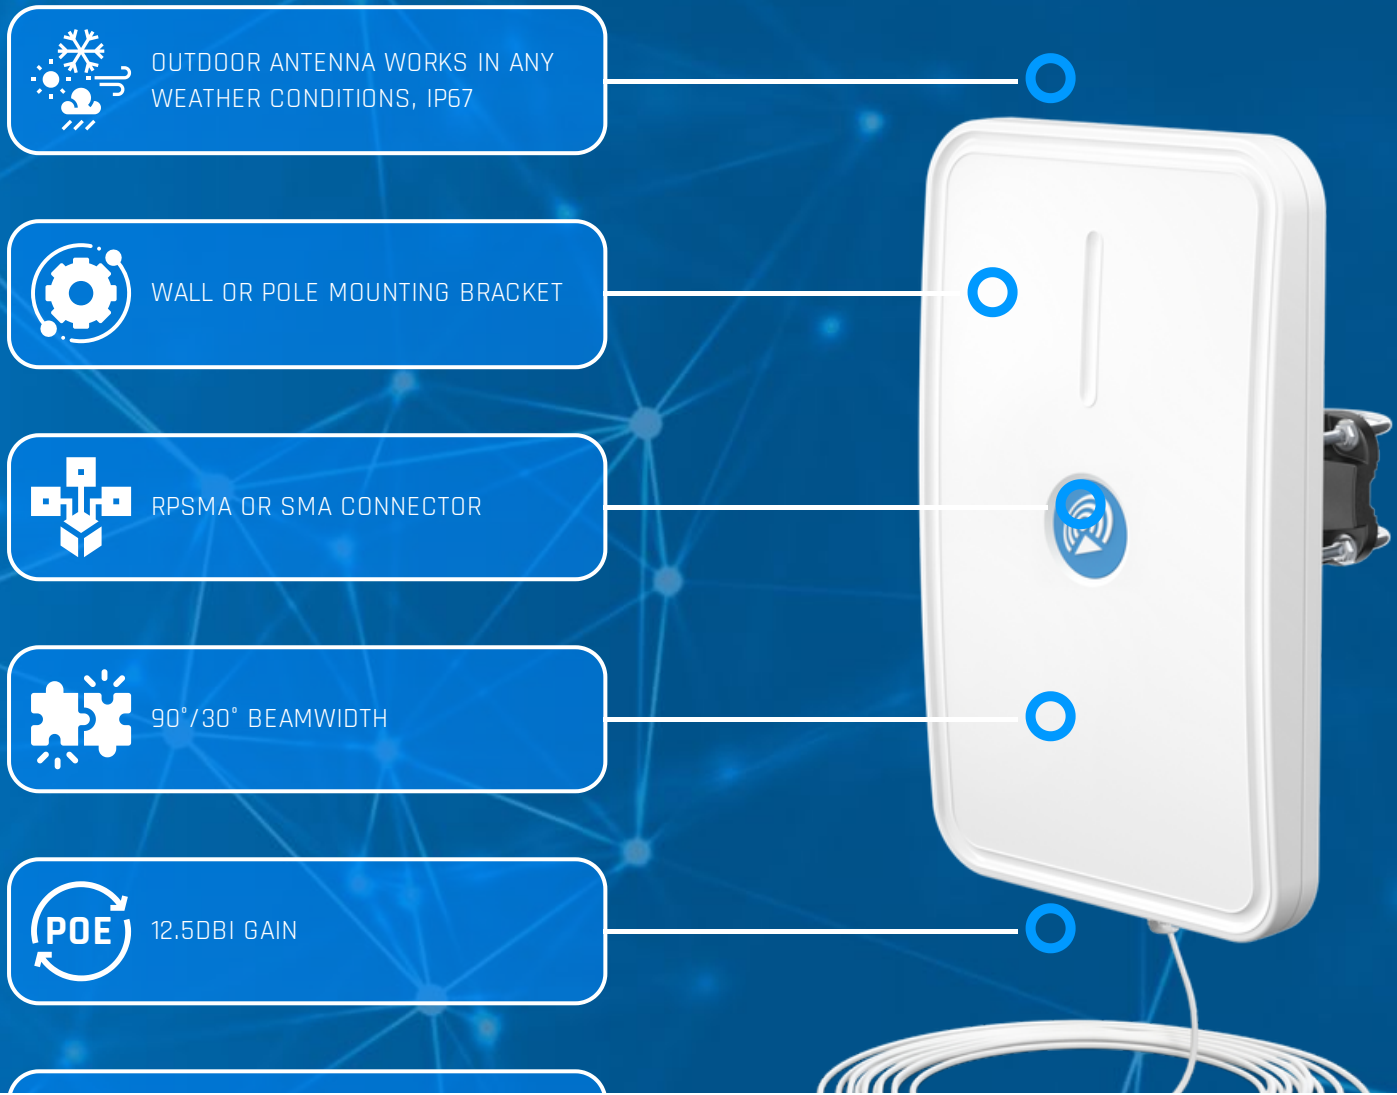 OUTDOOR ANTENNA WORKS IN ANY
WEATHER CONDITIONS, IP67
WALL OR POLE MOUNTING BRACKET
RPSMA OR SMA CONNECTOR
90°/30° BEAMWIDTH
POE
12.5DBI GAIN